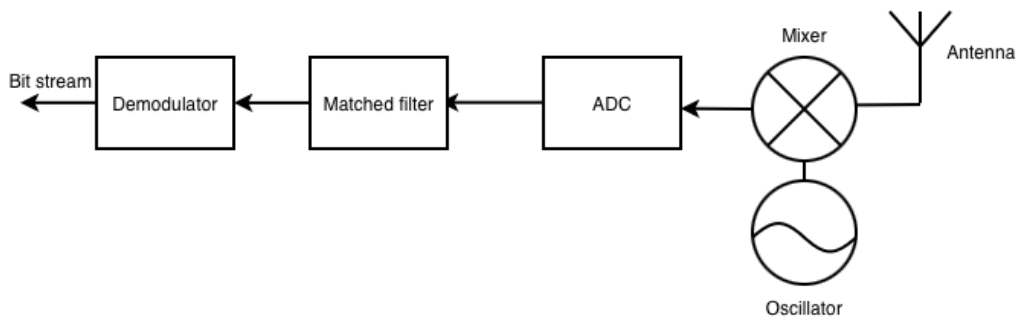 Mixer
Antenna
Bit stream
Demodulator
Matched filter
ADC
Oscillator